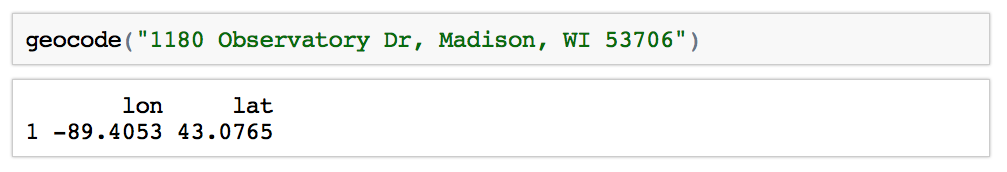 geocode("1180 Observatory Dr, Madison, WI 53706")
lon lat
1 -89.4053 43.0765